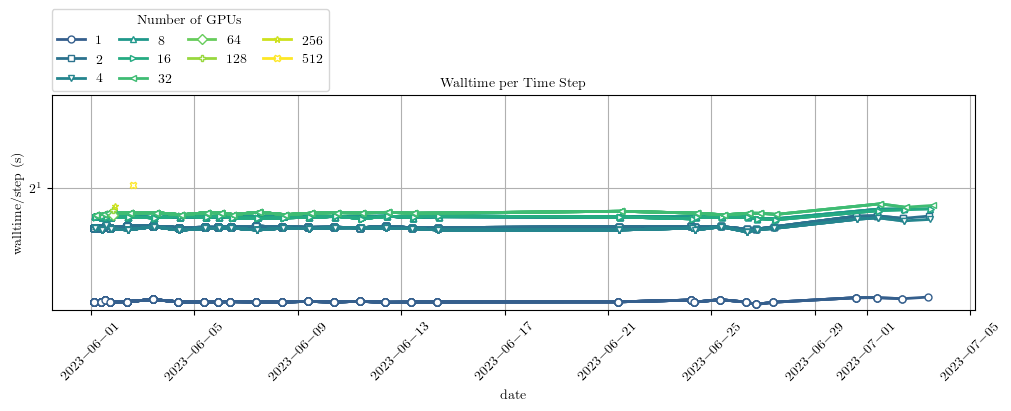 Number of GPUs
1 8 64 256
2 16 128 512
4 32
Walltime per Time Step
walltime/step (s)
2¹
2023−06−01 2023−06−05 2023−06−09 2023−06−13 2023−06−17 2023−06−21 2023−06−25 2023−06−29 2023−07−01 2023−07−05
date